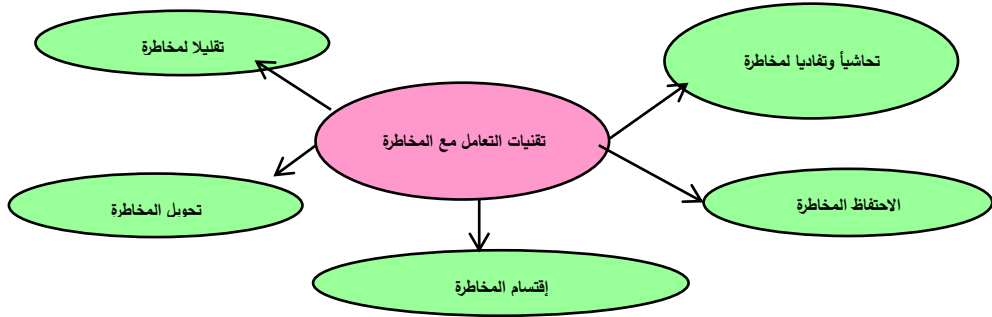 تحاشياً وتفاديا لمخاطرة
تقليلا لمخاطرة
تقنيات التعامل مع المخاطرة
الاحتفاظ المخاطرة
تحويل المخاطرة
إقتسام المخاطرة